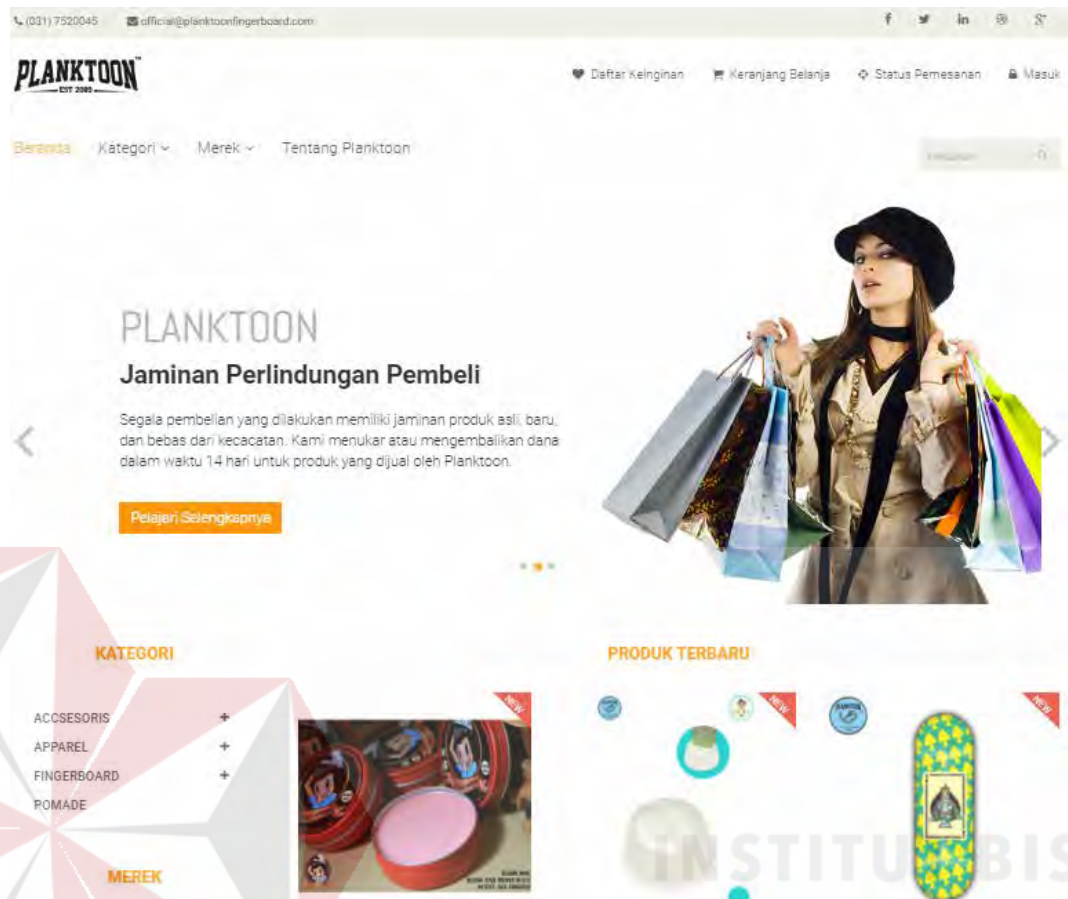 (031) 7520045 official@planktoonfingerboard.com
PLANKTOON
Daftar Keinginan Keranjang Belanja Status Pemesanan Masuk
Beranda Kategori Merek Tentang Planktoon
PLANKTOON
Jaminan Perlindungan Pembeli
Segala pembelian yang dilakukan memiliki jaminan produk asli, baru,
dan bebas dari kecacatan. Kami menukar atau mengembalikan dana
dalam waktu 14 hari untuk produk yang dijual oleh Planktoon.
Pelajari Selengkapnya
KATEGORI
PRODUK TERBARU
ACCSESORIS
APPAREL
FINGERBOARD
POMADE
NEW
NEW
NEW
MEREK
INSTITU BIS